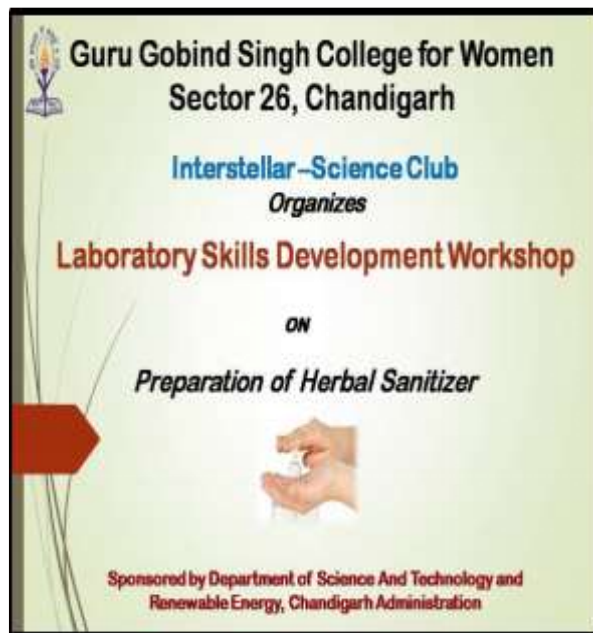 Guru Gobind Singh College for Women
Sector 26, Chandigarh
Interstellar–Science Club
Organizes
Laboratory Skills Development Workshop
ON
Preparation of Herbal Sanitizer
Sponsored by Department of Science And Technology and
Renewable Energy, Chandigarh Administration